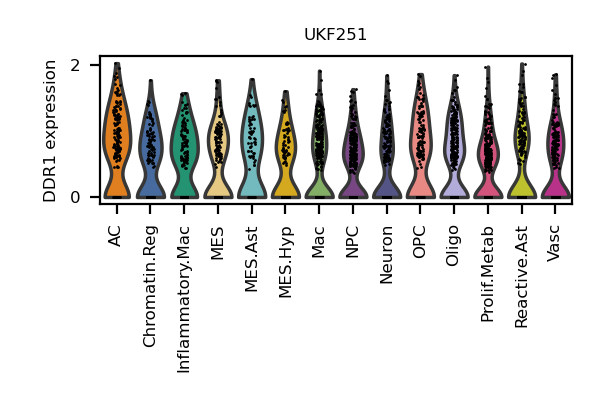 UKF251
DDR1 expression
2
0
AC
Chromatin.Reg
Inflammatory.Mac
MES
MES.Ast
MES.Hyp
Mac
NPC
Neuron
OPC
Oligo
Prolif.Metab
Reactive.Ast
Vasc